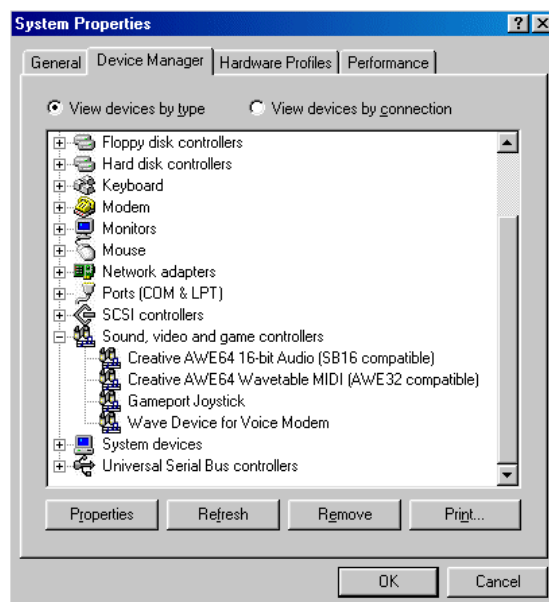 System Properties
General Device Manager Hardware Profiles Performance
View devices by type View devices by connection
Floppy disk controllers
Hard disk controllers
Keyboard
Modem
Monitors
Mouse
Network adapters
Ports (COM & LPT)
SCSI controllers
Sound, video and game controllers
Creative AWE64 16-bit Audio (SB16 compatible)
Creative AWE64 Wavetable MIDI (AWE32 compatible)
Gameport Joystick
Wave Device for Voice Modem
System devices
Universal Serial Bus controllers
Properties Refresh Remove Print...
OK Cancel